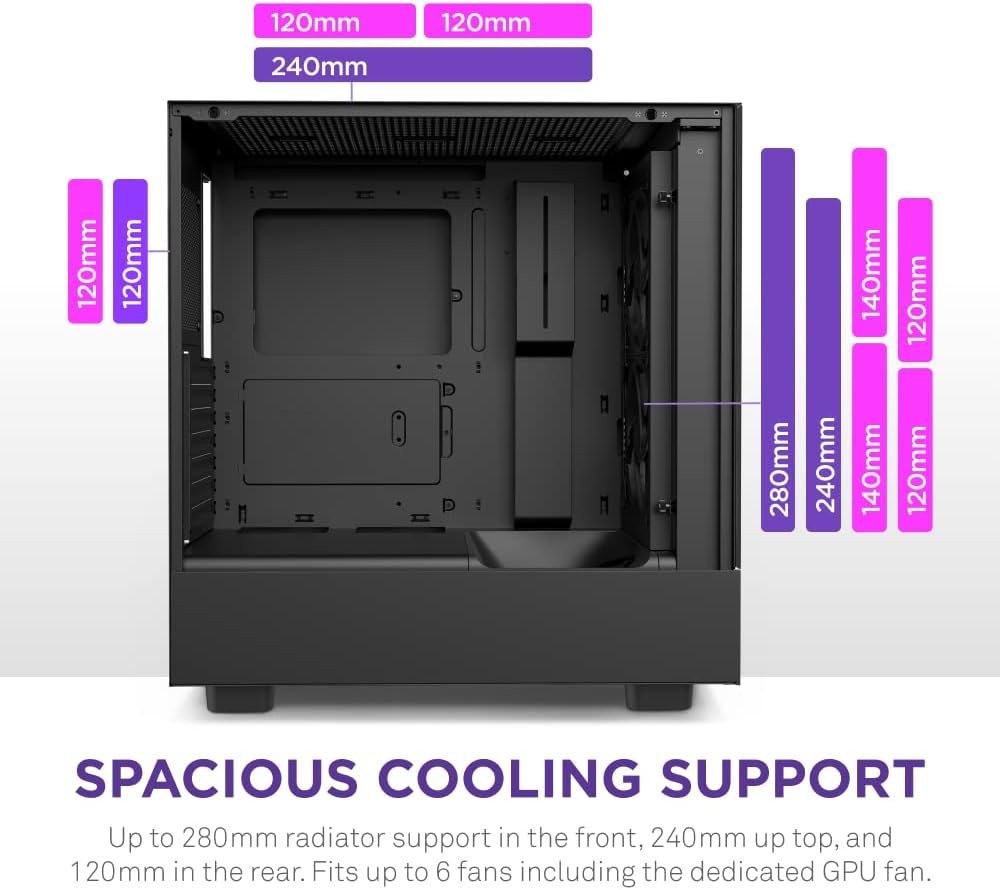 120mm 120mm
240mm
120mm
120mm
280mm
240mm
140mm
140mm
120mm
120mm
SPACIOUS COOLING SUPPORT
Up to 280mm radiator support in the front, 240mm up top, and
120mm in the rear. Fits up to 6 fans including the dedicated GPU fan.